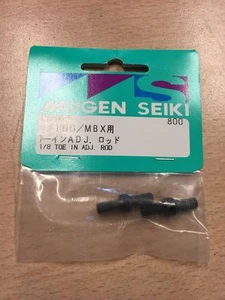 MUGEN SEIKI
800
/MBX用
トーインADJ. ロッド
1/8 TOE IN ADJ. ROD